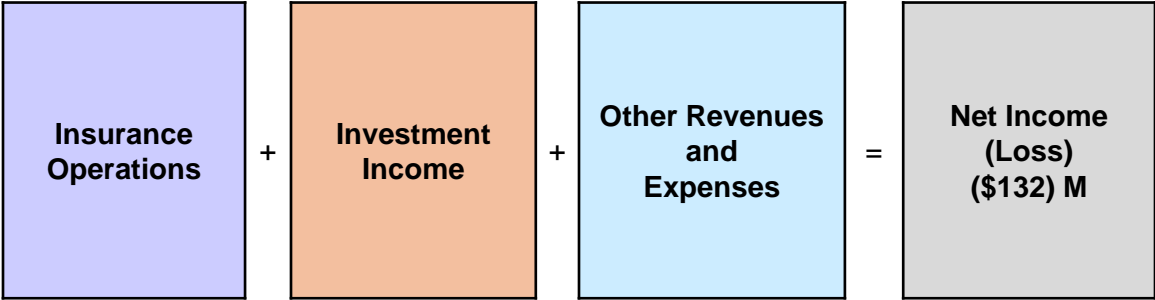 Insurance
Operations
+
Investment
Income
+
Other Revenues
and
Expenses
=
Net Income
(Loss)
($132) M